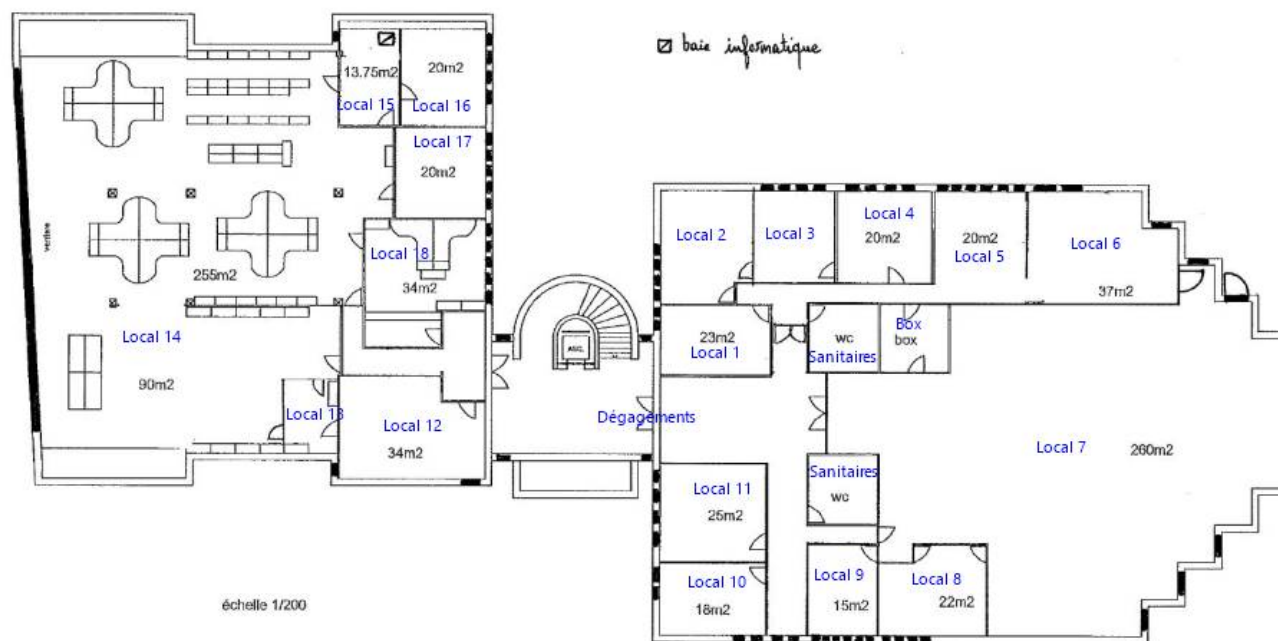 baie informatique
13.75m2
Local 15
20m2
Local 16
Local 17
20m2
Local 18
34m2
vitrerie
255m2
Local 14
90m2
Local 13
Local 12
34m2
ASC.
Dégagements
Local 2
Local 3
Local 4
20m2
20m2
Local 5
Local 6
37m2
23m2
Local 1
wc
Sanitaires
Box
box
Local 7
260m2
Sanitaires
wc
Local 11
25m2
Local 10
18m2
Local 9
15m2
Local 8
22m2
échelle 1/200